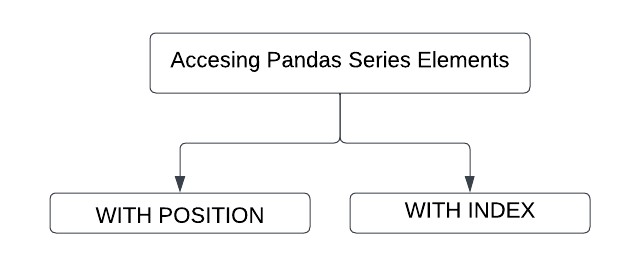 Accesing Pandas Series Elements
WITH POSITION
WITH INDEX